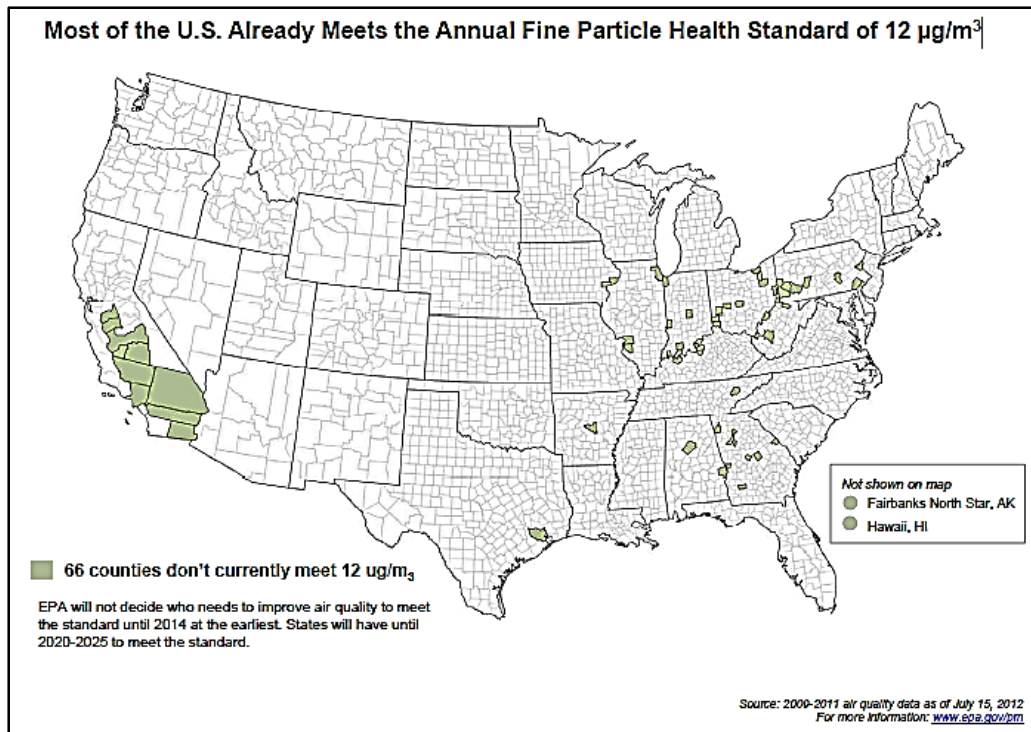 Most of the U.S. Already Meets the Annual Fine Particle Health Standard of 12 µg/m³
Not shown on map
Fairbanks North Star, AK
Hawaii, HI
66 counties don't currently meet 12 ug/m₃
EPA will not decide who needs to improve air quality to meet
the standard until 2014 at the earliest. States will have until
2020-2025 to meet the standard.
Source: 2009-2011 air quality data as of July 15, 2012
For more information: www.epa.gov/pm